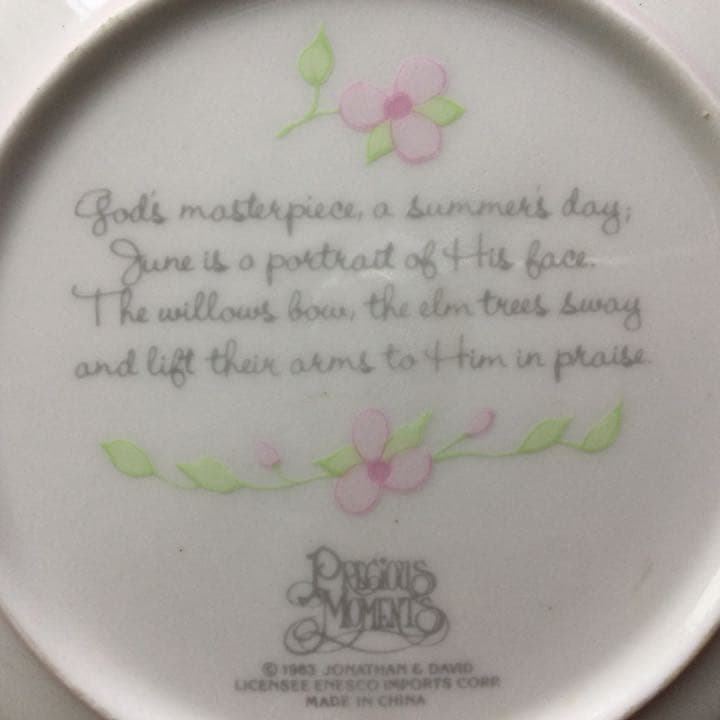 God's masterpiece, a summer's day;
June is a portrait of His face.
The willows bow, the elm trees sway
and lift their arms to Him in praise.
PRECIOUS
MOMENTS
© 1983 JONATHAN & DAVID
LICENSEE ENESCO IMPORTS CORP.
MADE IN CHINA